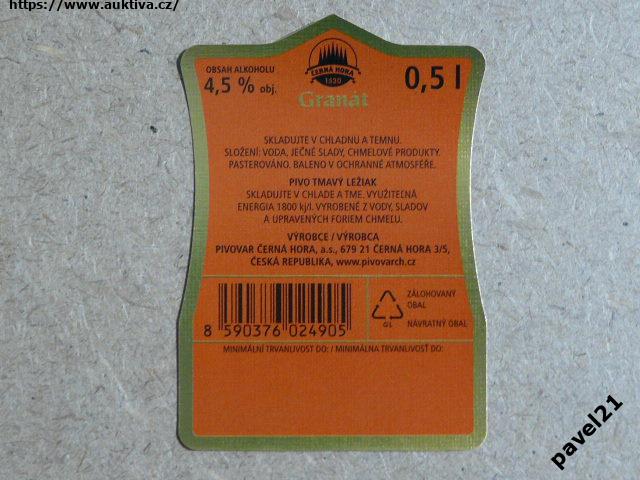 https://www.auktiva.cz/
OBSAH ALKOHOLU
4,5 % obj.
ČERNÁ HORA
1530
Granát
0,5 l
SKLADUJTE V CHLADNU A TEMNU.
SLOŽENÍ: VODA, JEČNÉ SLADY, CHMELOVÉ PRODUKTY.
PASTEROVÁNO. BALENO V OCHRANNÉ ATMOSFÉŘE.
PIVO TMAVÝ LEŽIAK
SKLADUJTE V CHLADE A TME. VYUŽITEĽNÁ
ENERGIA 1800 kj/l. VYROBENÉ Z VODY, SLADOV
A UPRAVENÝCH FORIEM CHMEĽU.
VÝROBCE / VÝROBCA
PIVOVAR ČERNÁ HORA, a.s., 679 21 ČERNÁ HORA 3/5,
ČESKÁ REPUBLIKA, www.pivovarch.cz
8 590376 024905
GL
ZÁLOHOVANÝ
OBAL
NÁVRATNÝ OBAL
MINIMÁLNÍ TRVANLIVOST DO: / MINIMÁLNA TRVANLIVOSŤ DO:
pavel21